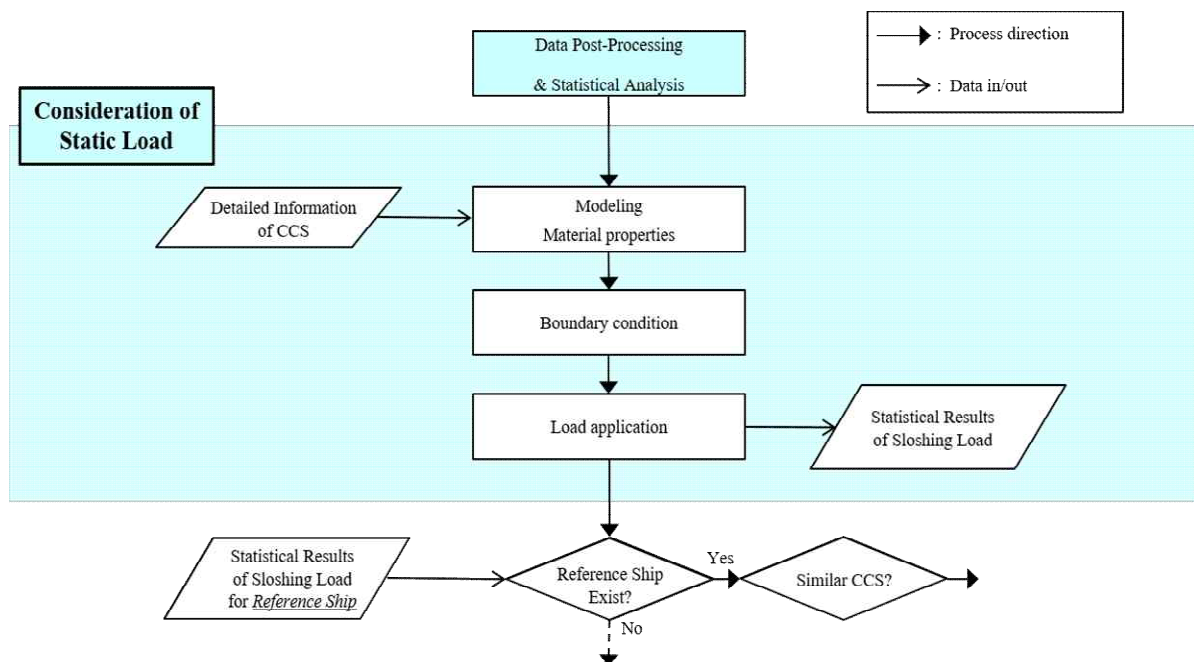 Data Post-Processing
& Statistical Analysis
: Process direction
: Data in/out
Consideration of
Static Load
Detailed Information
of CCS
Modeling
Material properties
Boundary condition
Load application
Statistical Results
of Sloshing Load
Statistical Results
of Sloshing Load
for Reference Ship
Reference Ship
Exist?
Yes
Similar CCS?
No